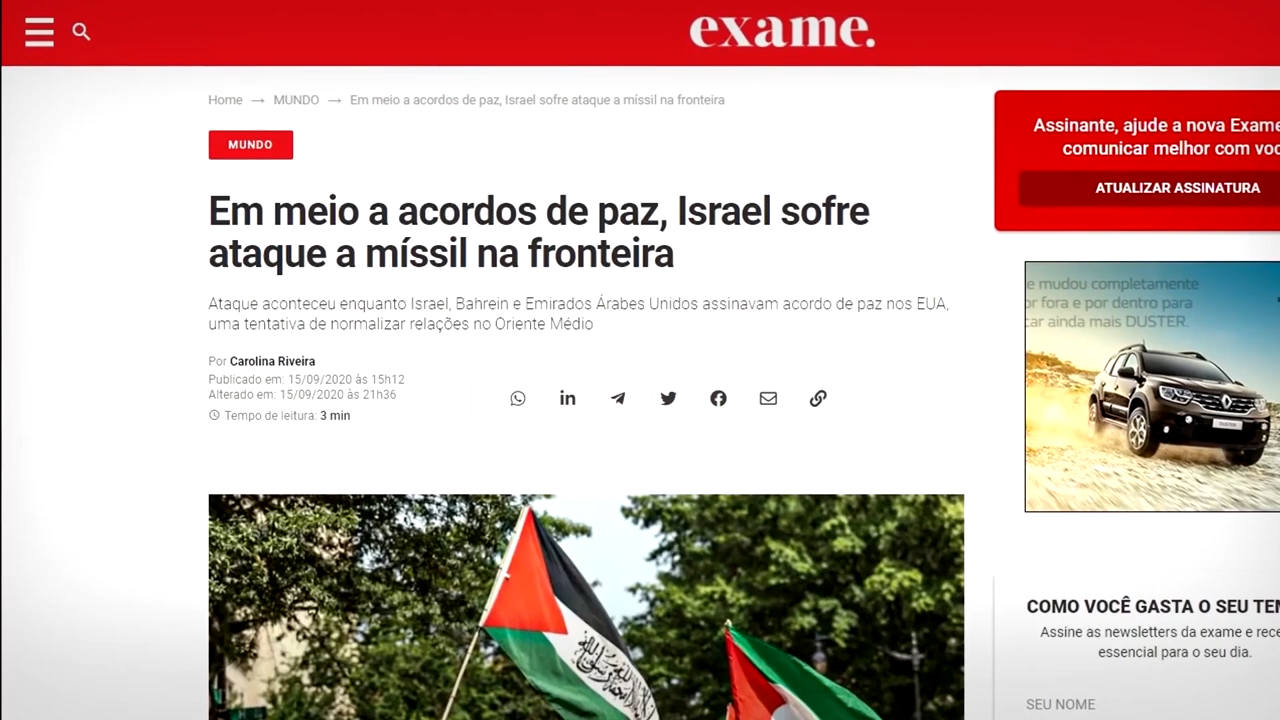 exame.
Home → MUNDO → Em meio a acordos de paz, Israel sofre ataque a míssil na fronteira
MUNDO
Em meio a acordos de paz, Israel sofre
ataque a míssil na fronteira
Ataque aconteceu enquanto Israel, Bahrein e Emirados Árabes Unidos assinavam acordo de paz nos EUA,
uma tentativa de normalizar relações no Oriente Médio
Por Carolina Riveira
Publicado em: 15/09/2020 às 15h12
Alterado em: 15/09/2020 às 21h36
Tempo de leitura: 3 min
Assinante, ajude a nova Exame
comunicar melhor com voc
ATUALIZAR ASSINATURA
e mudou completamente
or fora e por dentro para
car ainda mais DUSTER.
DUSTER
COMO VOCÊ GASTA O SEU TEM
Assine as newsletters da exame e rece
essencial para o seu dia.
SEU NOME